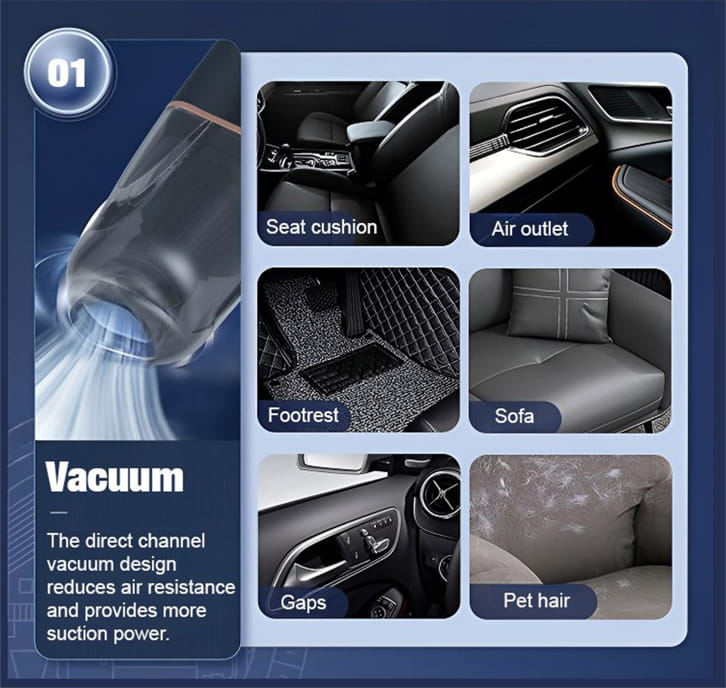 01
Vacuum
The direct channel
vacuum design
reduces air resistance
and provides more
suction power.
Seat cushion
Air outlet
Footrest
Sofa
Gaps
Pet hair